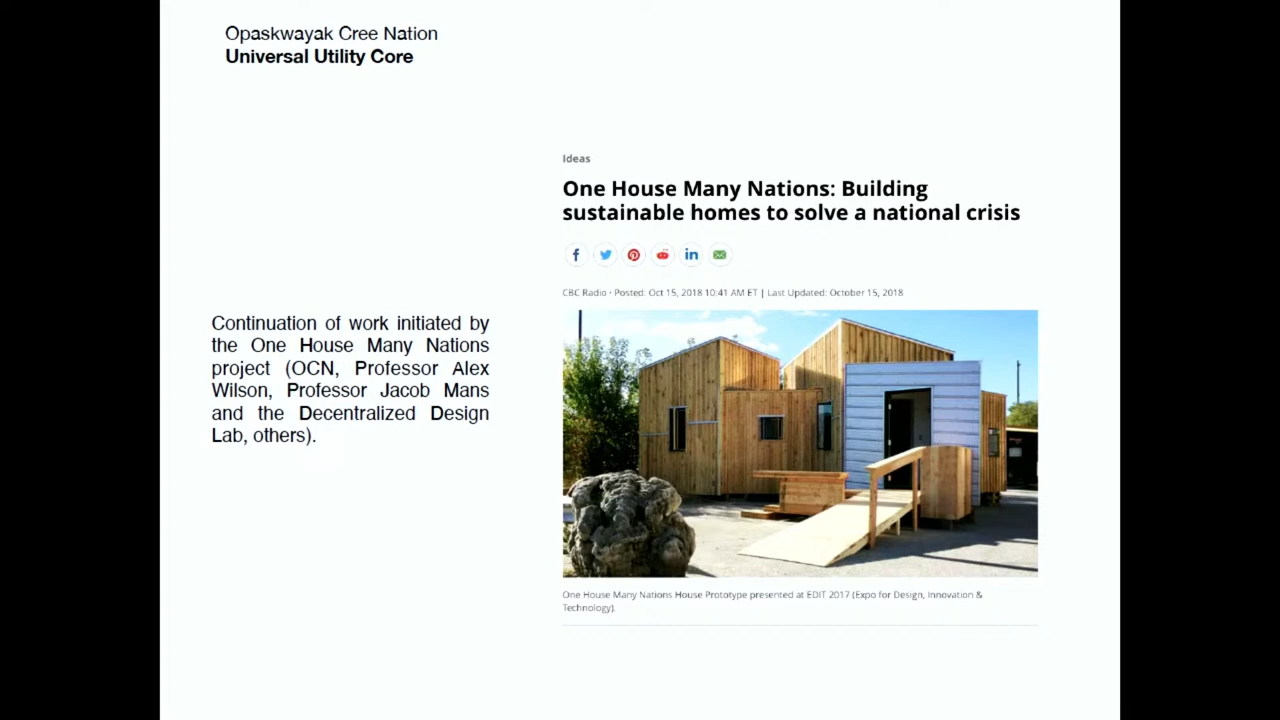 Opaskwayak Cree Nation
Universal Utility Core
Ideas
One House Many Nations: Building
sustainable homes to solve a national crisis
CBC Radio · Posted: Oct 15, 2018 10:41 AM ET | Last Updated: October 15, 2018
Continuation of work initiated by
the One House Many Nations
project (OCN, Professor Alex
Wilson, Professor Jacob Mans
and the Decentralized Design
Lab, others).
One House Many Nations House Prototype presented at EDIT 2017 (Expo for Design, Innovation &
Technology).